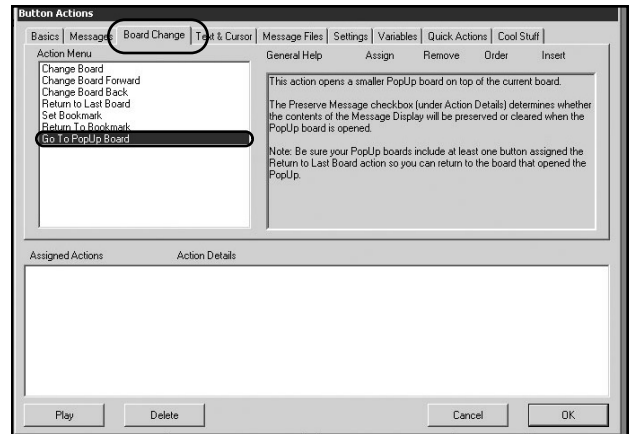 Button Actions
Basics Messages Board Change Text & Cursor Message Files Settings Variables Quick Actions Cool Stuff
Action Menu
General Help Assign Remove Order Insert
Change Board
Change Board Forward
Change Board Back
Return to Last Board
Set Bookmark
Return To Bookmark
Go To PopUp Board
This action opens a smaller PopUp board on top of the current board.
The Preserve Message checkbox (under Action Details) determines whether
the contents of the Message Display will be preserved or cleared when the
PopUp board is opened.
Note: Be sure your PopUp boards include at least one button assigned the
Return to Last Board action so you can return to the board that opened the
PopUp.
Assigned Actions Action Details
Play Delete Cancel OK